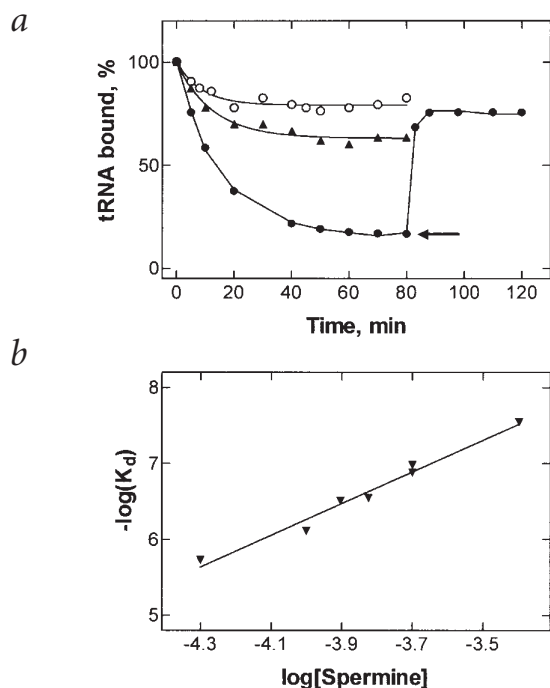 a
tRNA bound, %
100
50
0
0 20 40 60 80 100 120
Time, min
b
-log(K_d)
8
7
6
5
-4.3 -4.1 -3.9 -3.7 -3.5
log[Spermine]